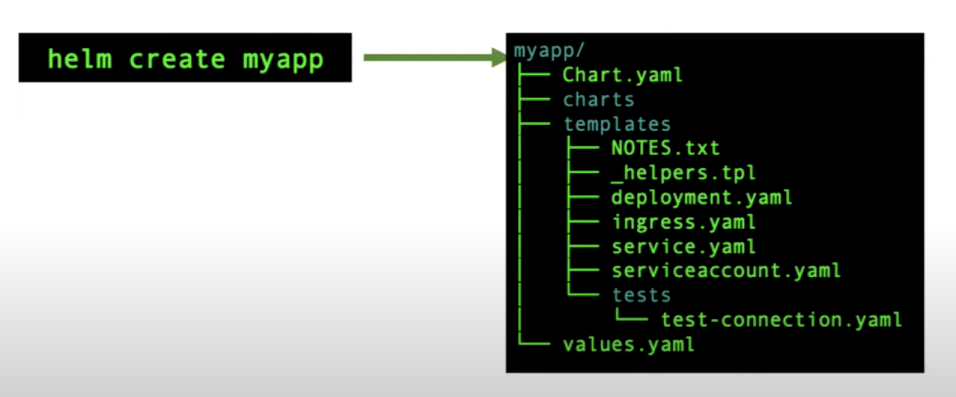 helm create myapp
myapp/
├── Chart.yaml
├── charts
├── templates
│   ├── NOTES.txt
│   ├── _helpers.tpl
│   ├── deployment.yaml
│   ├── ingress.yaml
│   ├── service.yaml
│   ├── serviceaccount.yaml
│   └── tests
│       └── test-connection.yaml
└── values.yaml